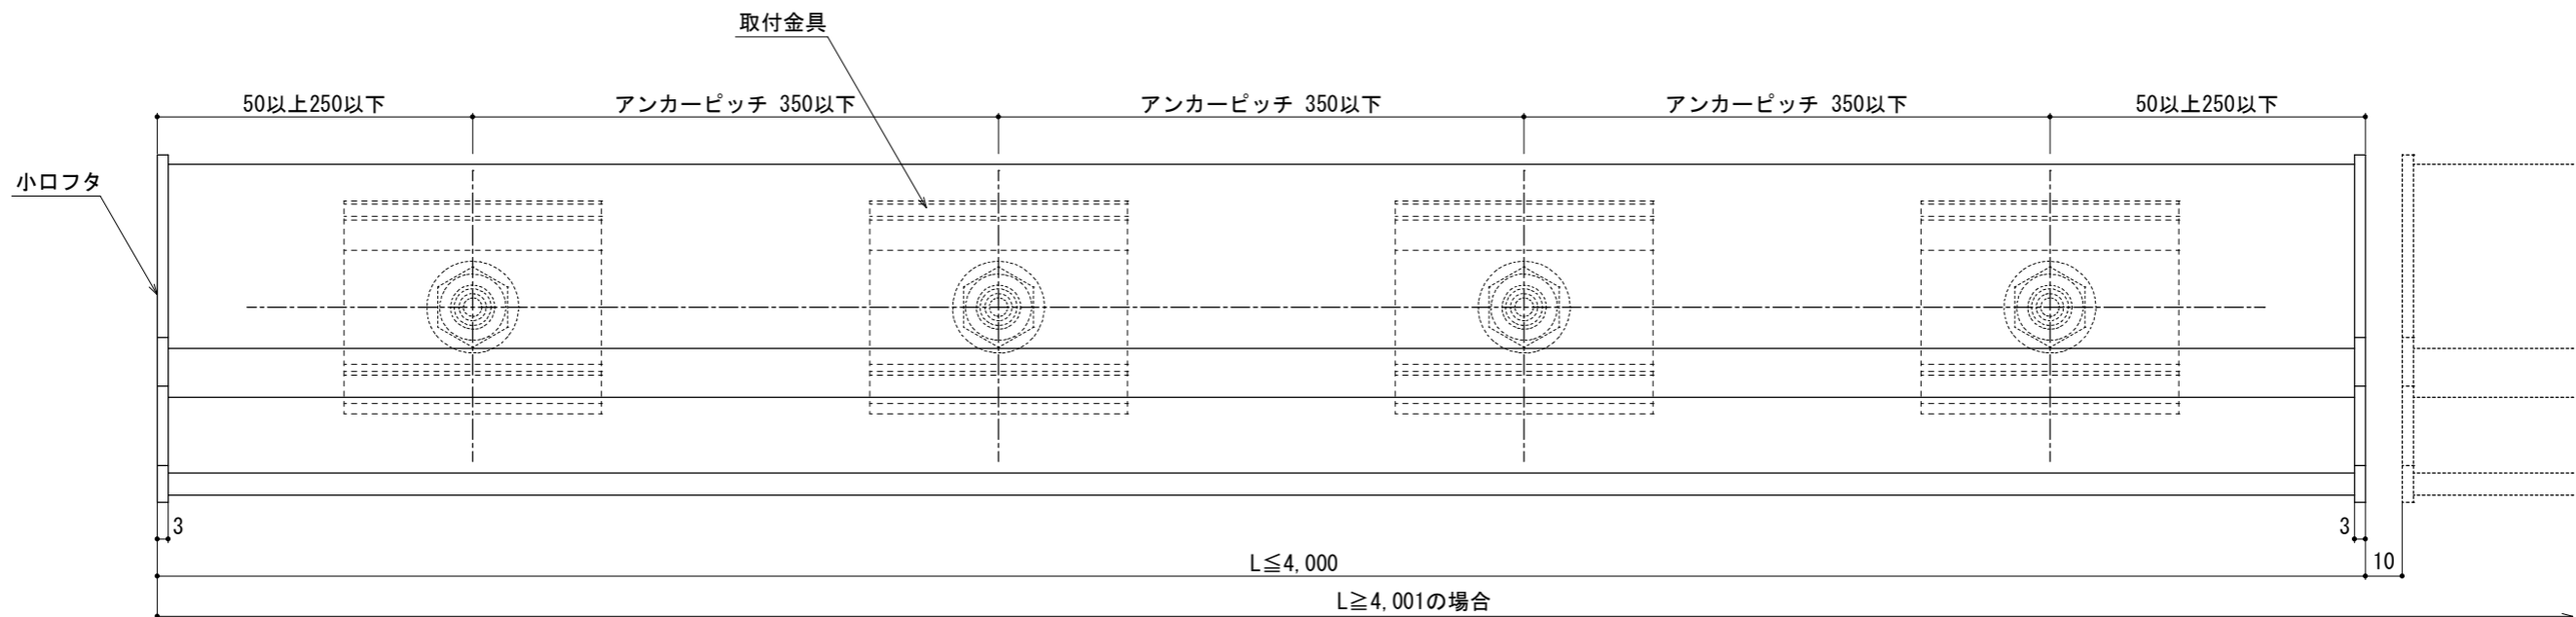 取付金具
50以上250以下
アンカーピッチ 350以下
アンカーピッチ 350以下
アンカーピッチ 350以下
50以上250以下
小口フタ
3
3
L≦4,000
10
L≧4,001の場合